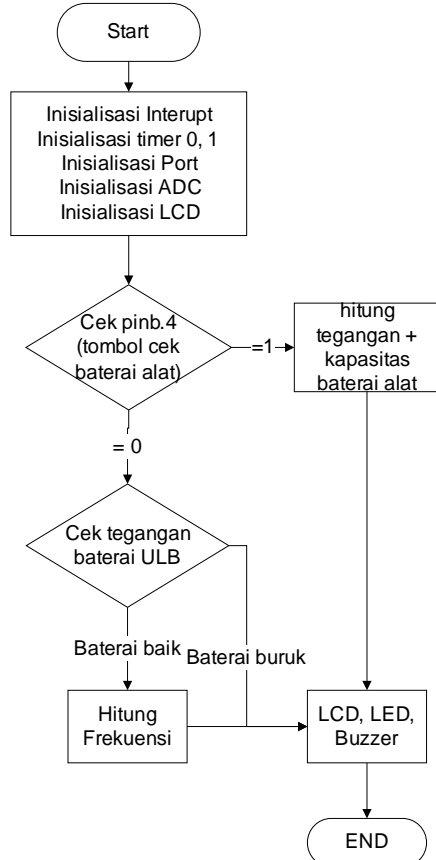 Start
Inisialisasi Interupt
Inisialisasi timer 0, 1
Inisialisasi Port
Inisialisasi ADC
Inisialisasi LCD
Cek pinb.4
(tombol cek
baterai alat)
=1
hitung
tegangan +
kapasitas
baterai alat
= 0
Cek tegangan
baterai ULB
Baterai baik
Baterai buruk
Hitung
Frekuensi
LCD, LED,
Buzzer
END